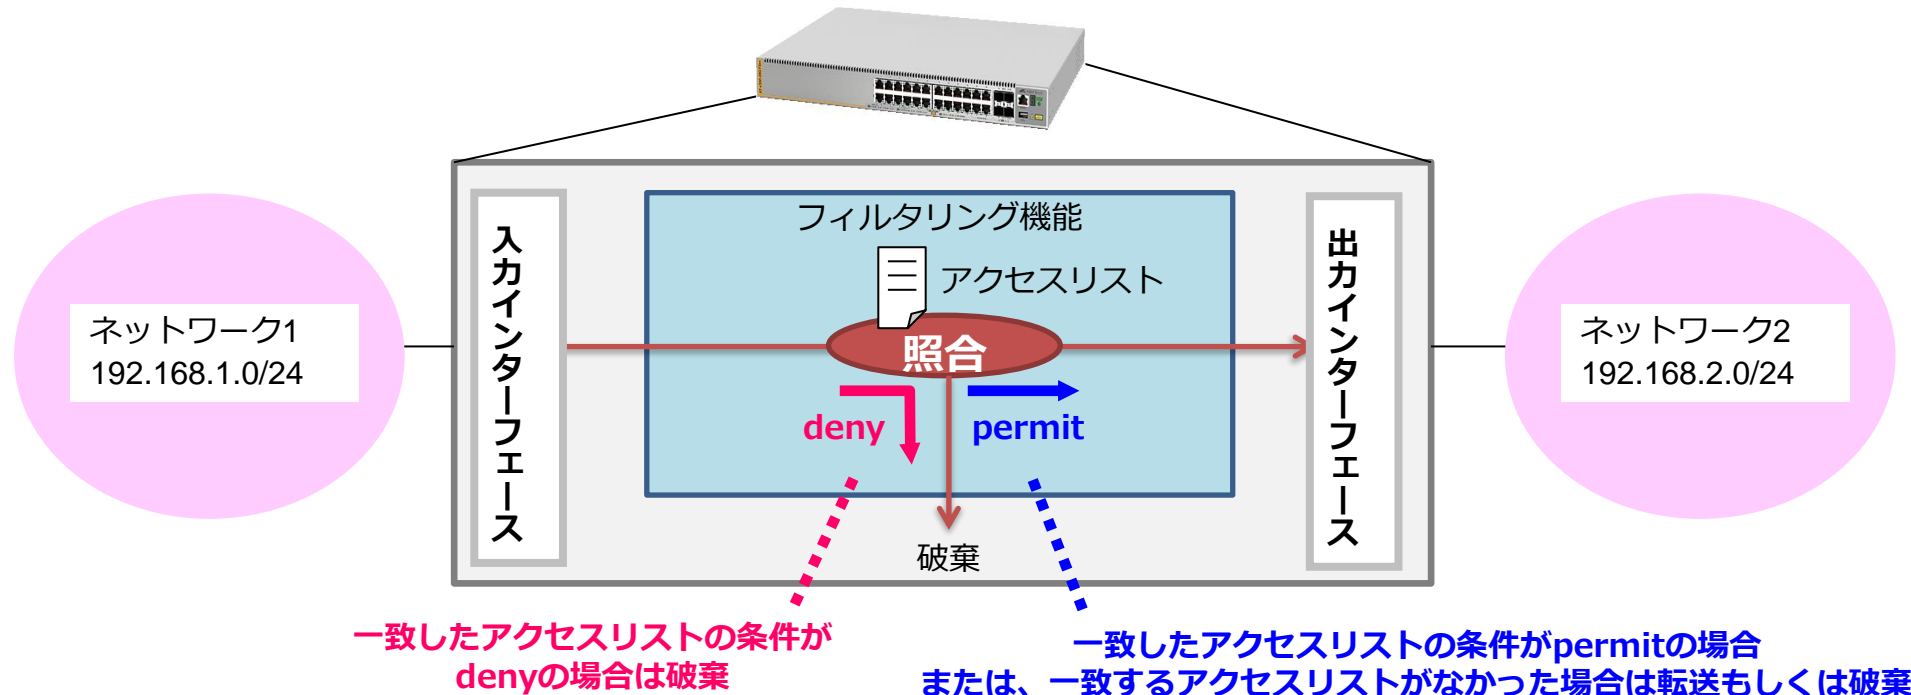 フィルタリング機能
アクセスリスト
入力インターフェース
出力インターフェース
ネットワーク1
192.168.1.0/24
ネットワーク2
192.168.2.0/24
照合
deny
permit
破棄
一致したアクセスリストの条件が
denyの場合は破棄
一致したアクセスリストの条件がpermitの場合
または、一致するアクセスリストがなかった場合は転送もしくは破棄